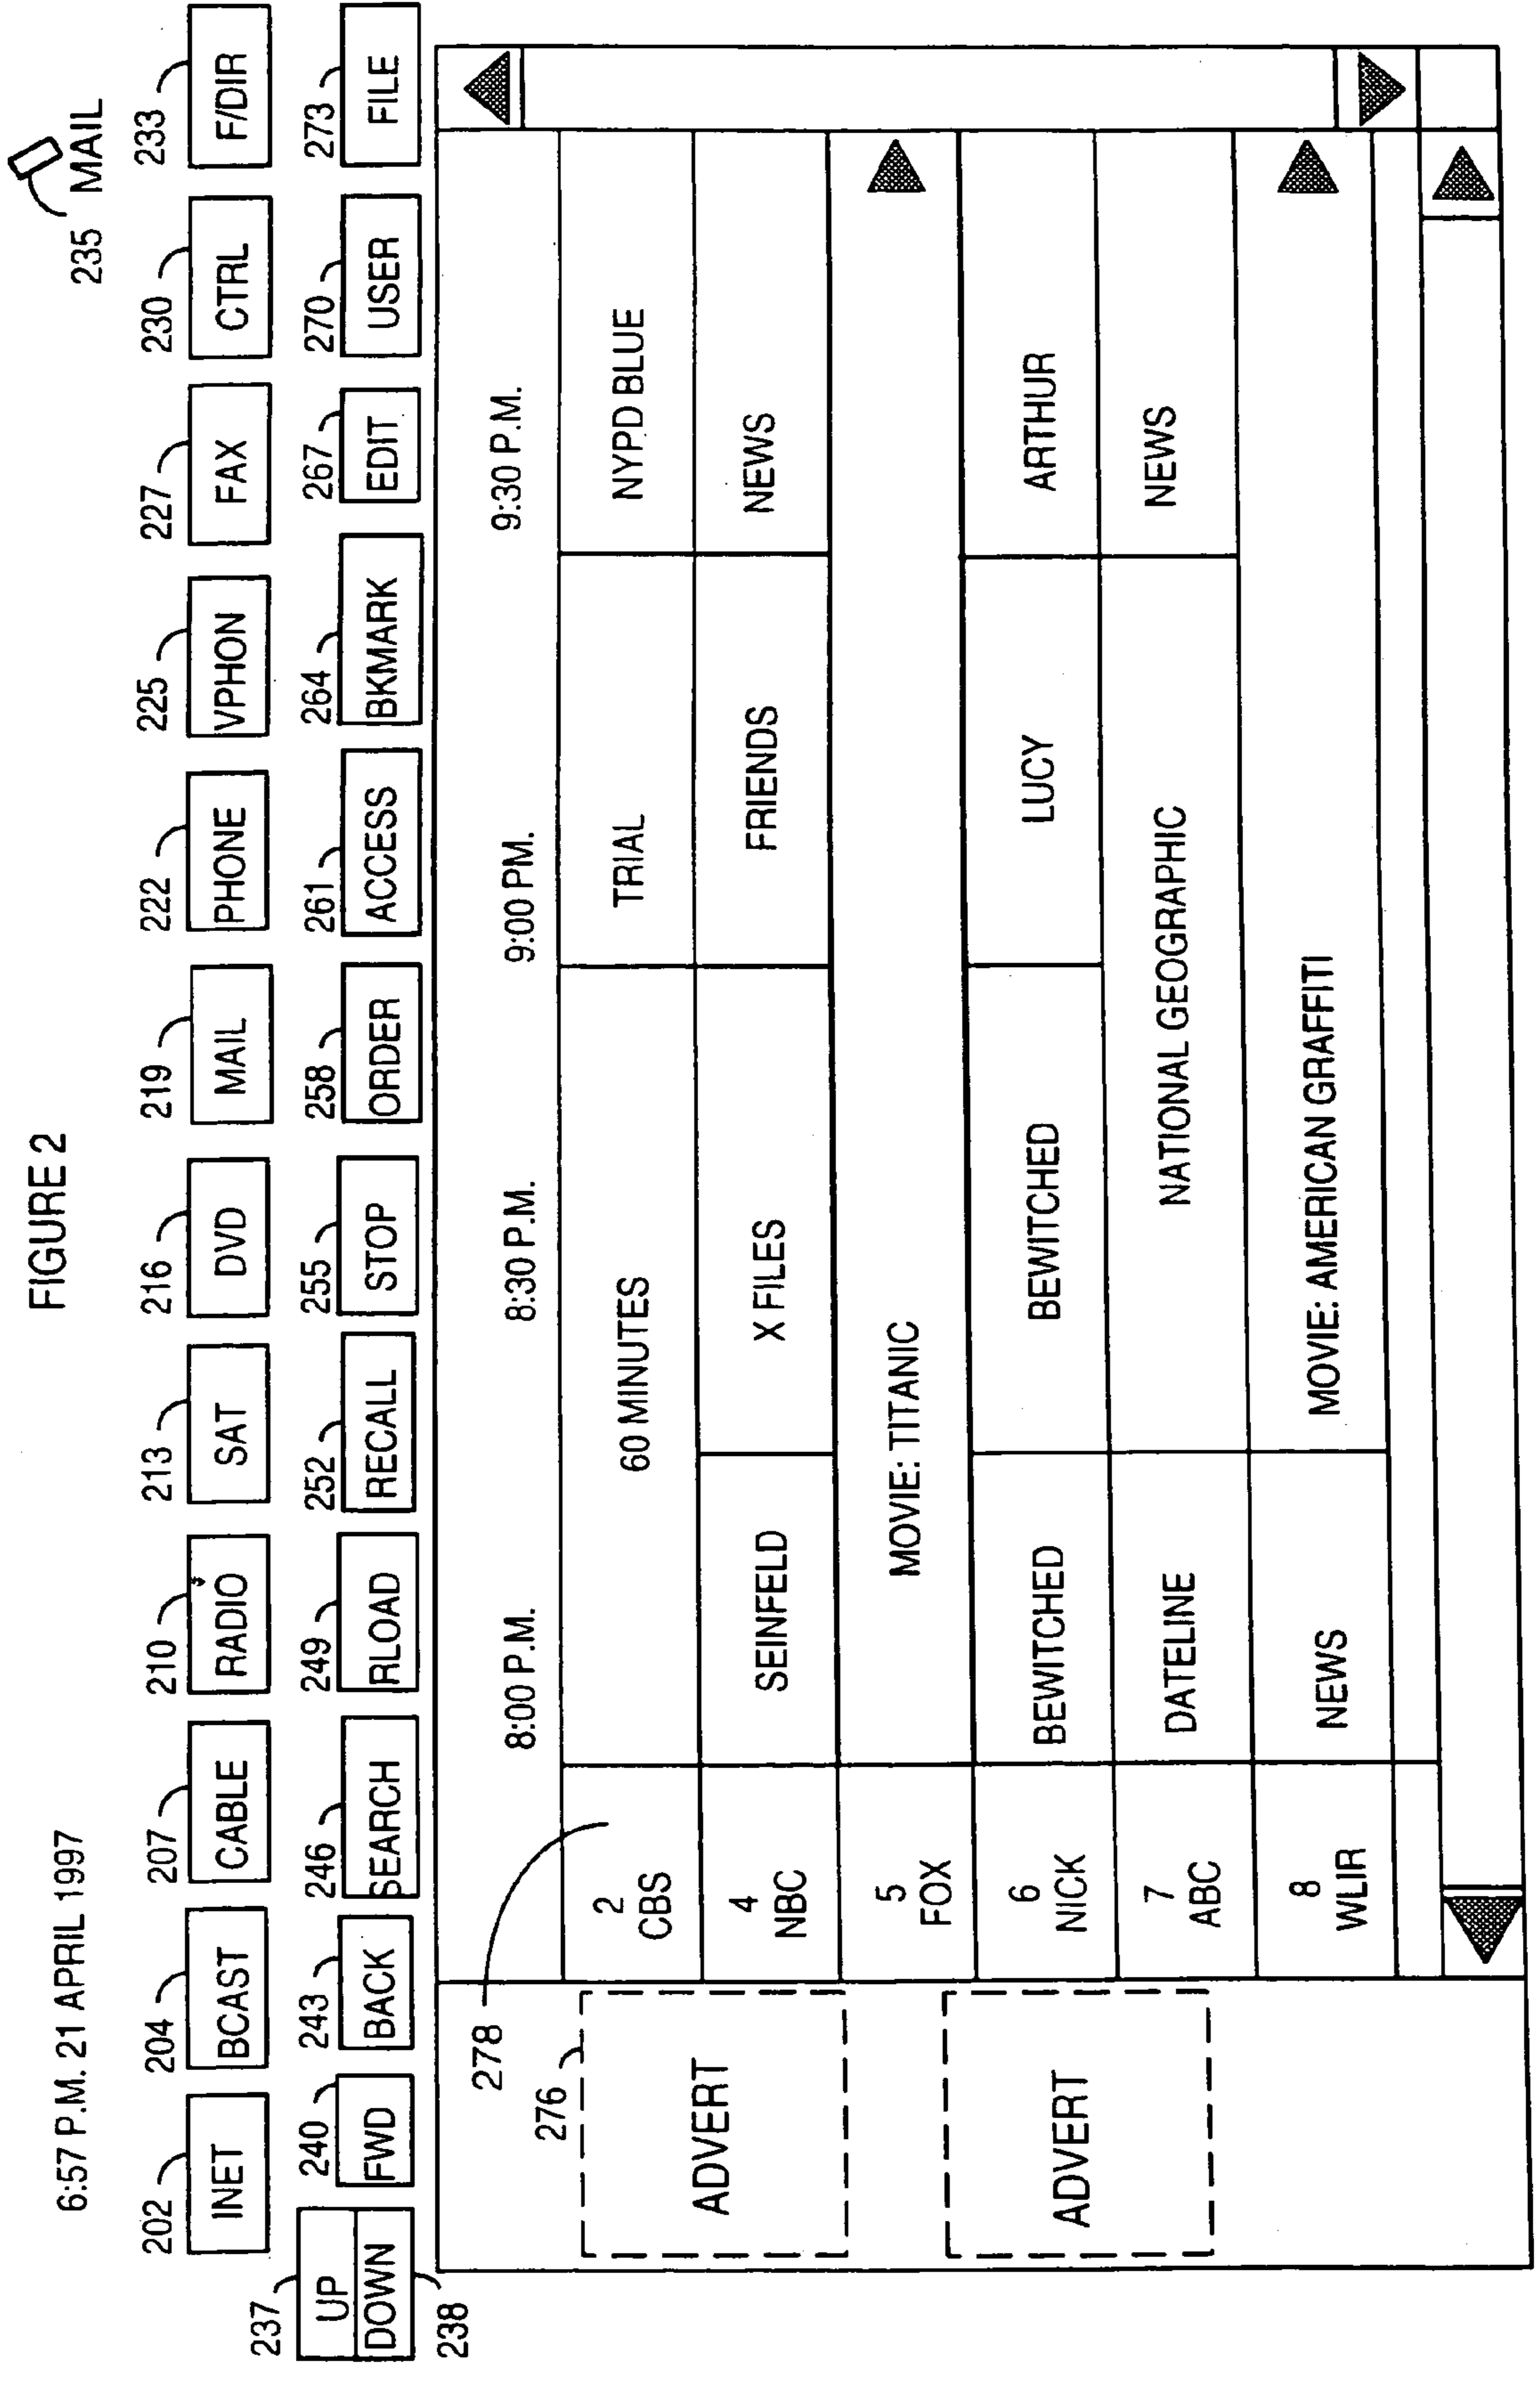 FIGURE 2
6:57 P.M. 21 APRIL 1997
235 MAIL
202 204 207 210 213 216 219 222 225 227 230 233
INET BCAST CABLE RADIO SAT DVD MAIL PHONE VPHON FAX CTRL F/DIR
237 240 243 246 249 252 255 258 261 264 267 270 273
UP
DOWN FWD BACK SEARCH RLOAD RECALL STOP ORDER ACCESS BKMARK EDIT USER FILE
238
278
8:00 P.M. 8:30 P.M. 9:00 PM. 9:30 P.M.
276
ADVERT
2
CBS 60 MINUTES TRIAL NYPD BLUE
4
NBC SEINFELD X FILES FRIENDS NEWS
5
FOX MOVIE: TITANIC
ADVERT
6
NICK BEWITCHED BEWITCHED LUCY ARTHUR
7
ABC DATELINE NATIONAL GEOGRAPHIC NEWS
8
WLIR NEWS MOVIE: AMERICAN GRAFFITI